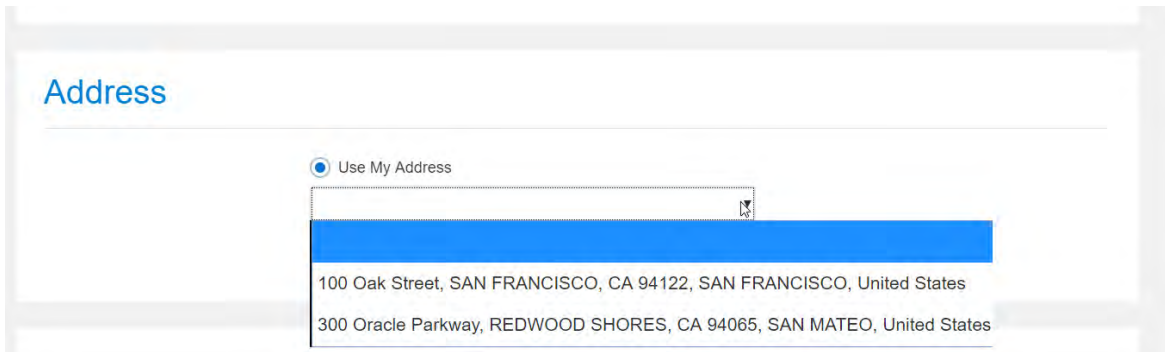 Address
Use My Address
100 Oak Street, SAN FRANCISCO, CA 94122, SAN FRANCISCO, United States
300 Oracle Parkway, REDWOOD SHORES, CA 94065, SAN MATEO, United States